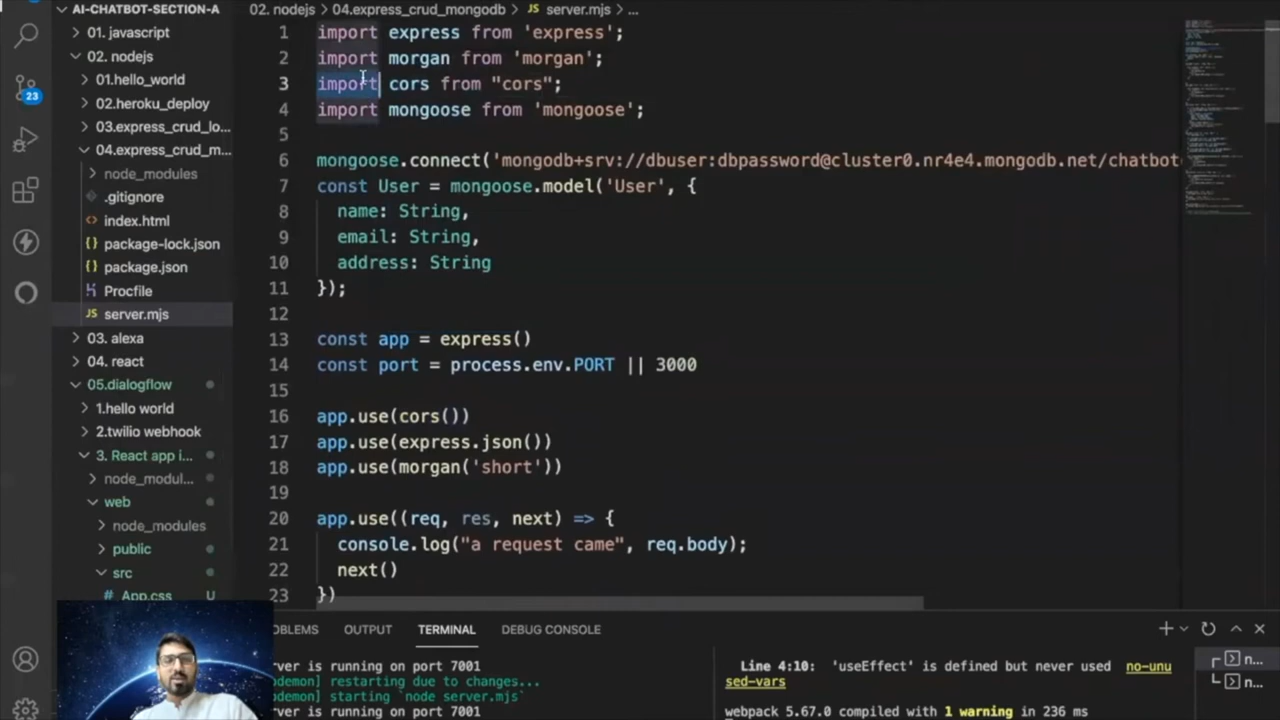 AI-CHATBOT-SECTION-A
01. javascript
02. nodejs
01.hello_world
02.heroku_deploy
03.express_crud_lo...
04.express_crud_m...
node_modules
.gitignore
index.html
package-lock.json
package.json
Procfile
JS server.mjs
03. alexa
04. react
05.dialogflow
1.hello world
2.twilio webhook
3. React app i...
node_modul...
web
node_modules
public
src
# App.css U
23
02. nodejs > 04.express_crud_mongodb > JS server.mjs > ...
1 import express from 'express';
2 import morgan from 'morgan';
3 import cors from "cors";
4 import mongoose from 'mongoose';
5
6 mongoose.connect('mongodb+srv://dbuser:dbpassword@cluster0.nr4e4.mongodb.net/chatbot
7 const User = mongoose.model('User', {
8 name: String,
9 email: String,
10 address: String
11 });
12
13 const app = express()
14 const port = process.env.PORT || 3000
15
16 app.use(cors())
17 app.use(express.json())
18 app.use(morgan('short'))
19
20 app.use((req, res, next) => {
21 console.log("a request came", req.body);
22 next()
23 })
OBLEMS OUTPUT TERMINAL DEBUG CONSOLE
rver is running on port 7001
odemon] restarting due to changes...
odemon] starting `node server.mjs`
rver is running on port 7001
Line 4:10: 'useEffect' is defined but never used no-unu
sed-vars
webpack 5.67.0 compiled with 1 warning in 236 ms
n...
n...